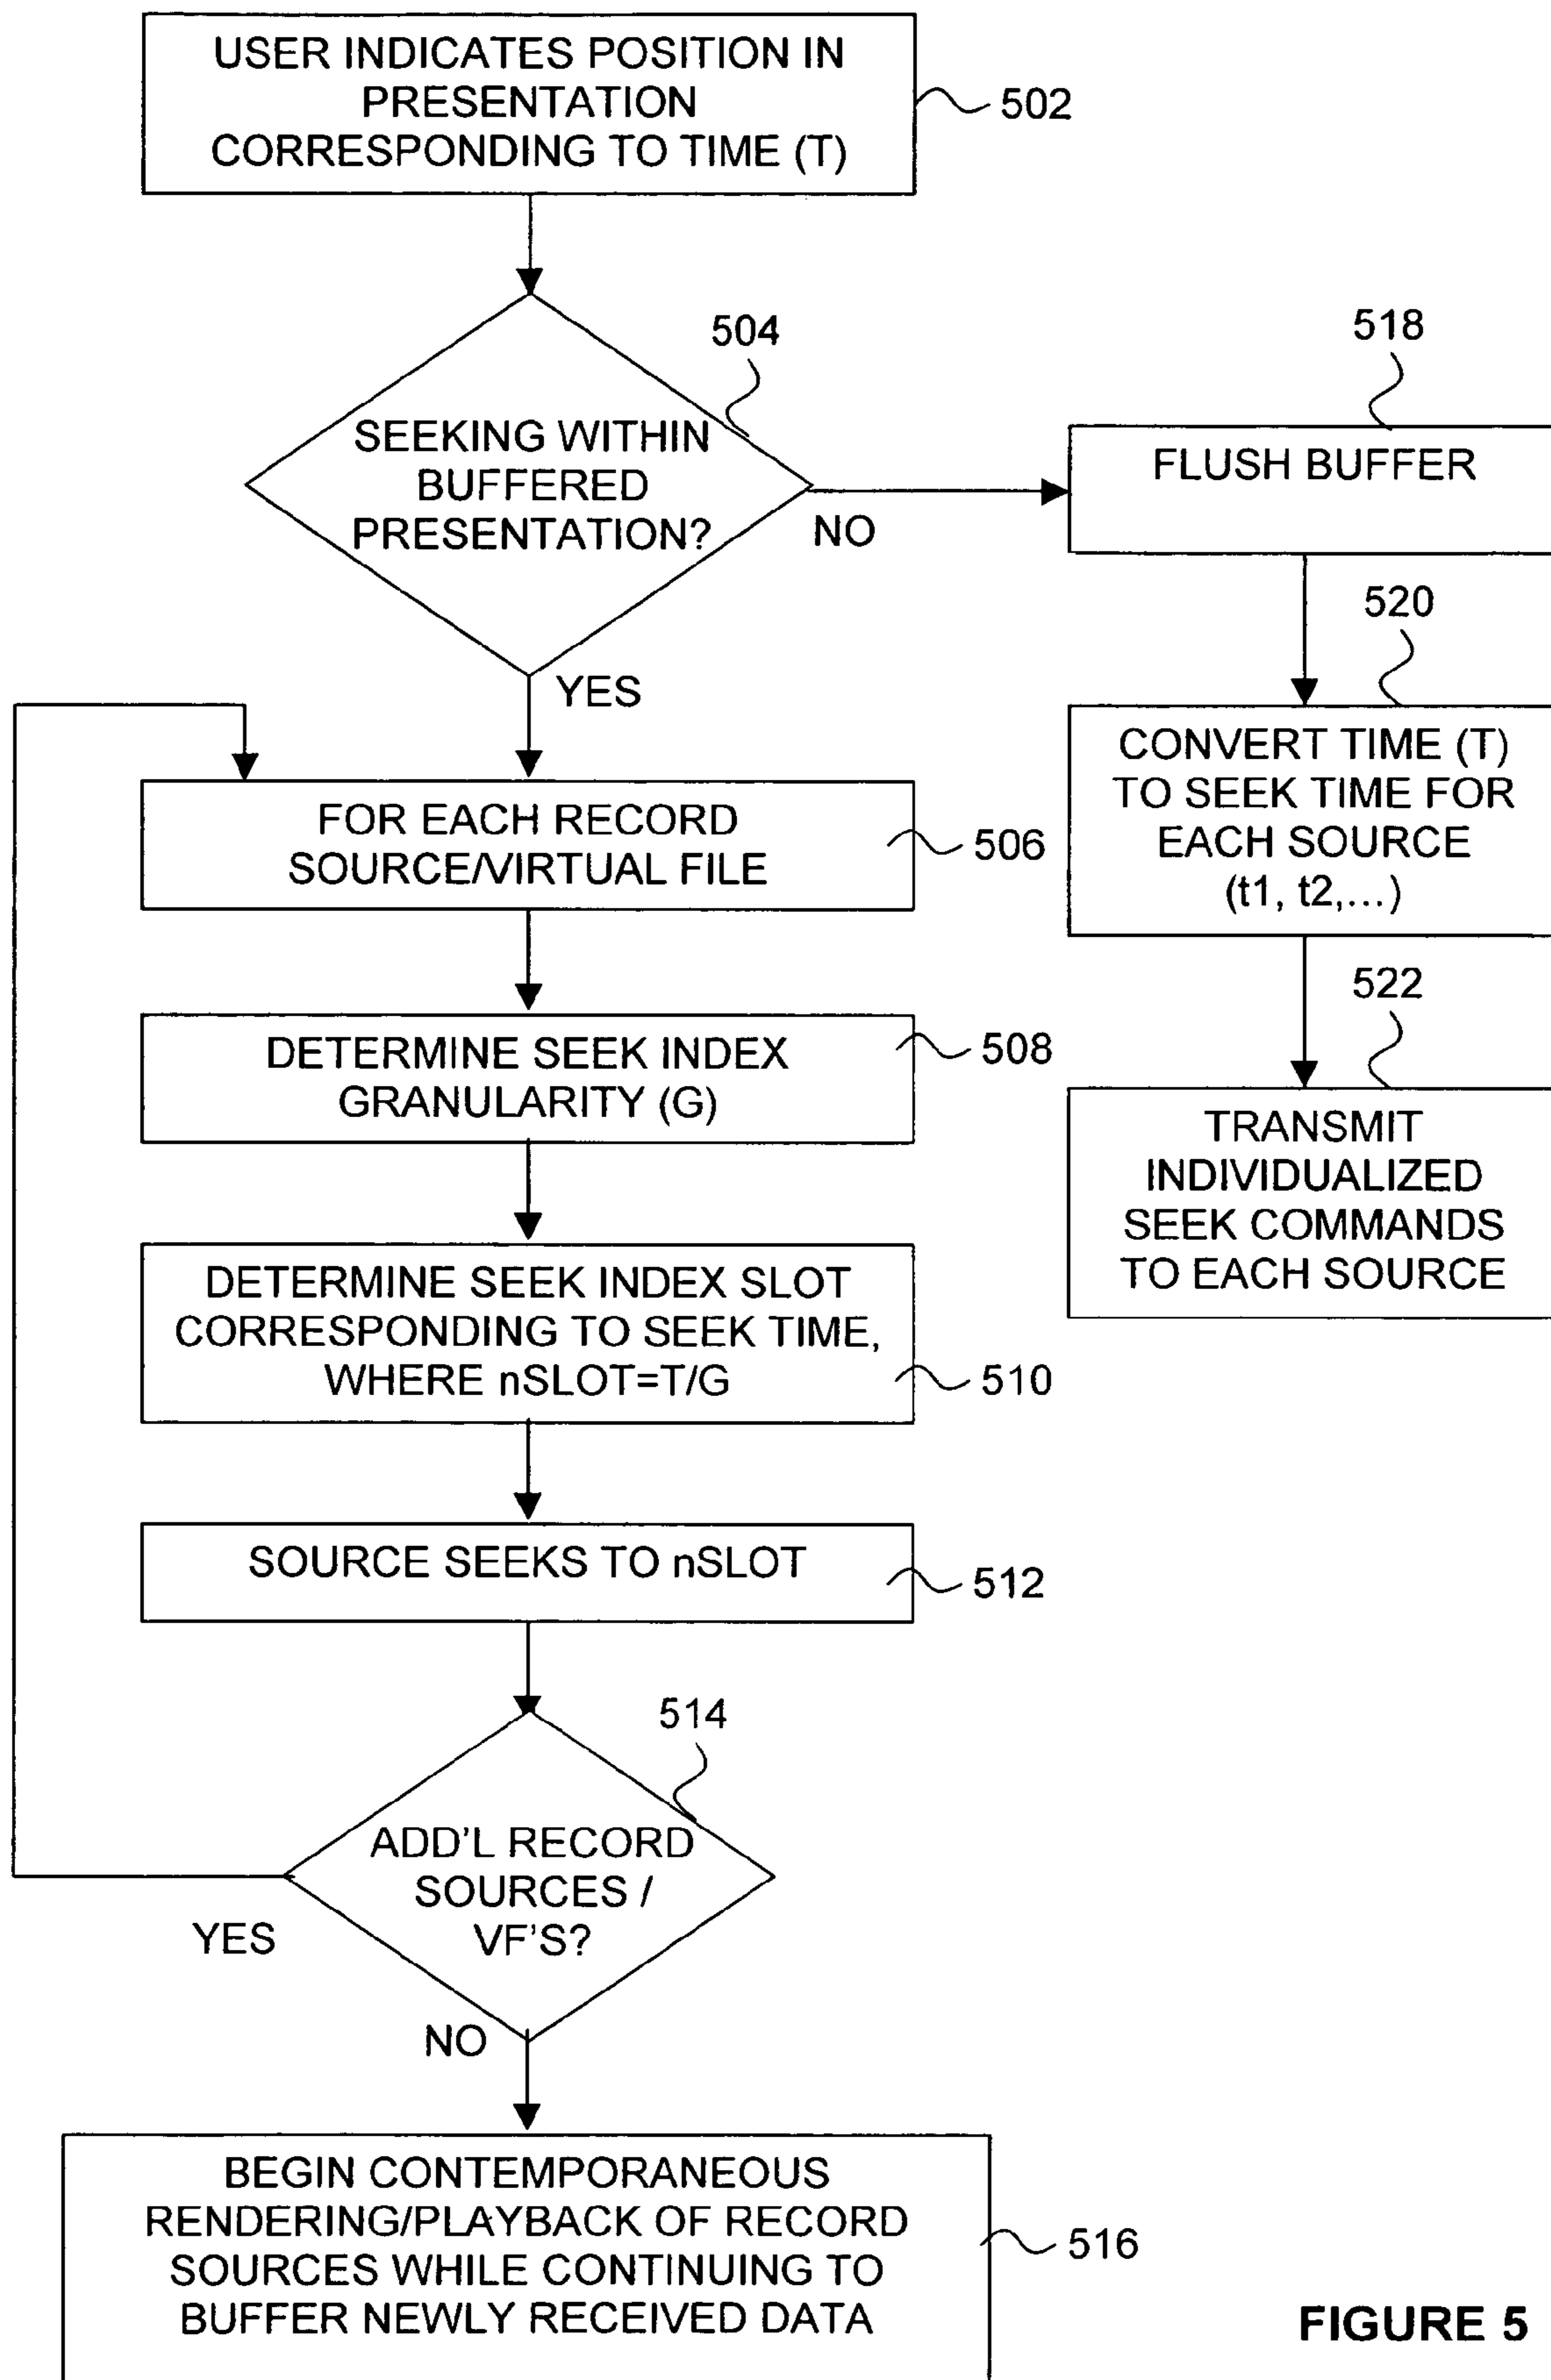 USER INDICATES POSITION IN
PRESENTATION
CORRESPONDING TO TIME (T)
502
504
SEEKING WITHIN
BUFFERED
PRESENTATION?
NO
YES
518
FLUSH BUFFER
520
CONVERT TIME (T)
TO SEEK TIME FOR
EACH SOURCE
(t1, t2,...)
522
TRANSMIT
INDIVIDUALIZED
SEEK COMMANDS
TO EACH SOURCE
FOR EACH RECORD
SOURCE/VIRTUAL FILE
506
DETERMINE SEEK INDEX
GRANULARITY (G)
508
DETERMINE SEEK INDEX SLOT
CORRESPONDING TO SEEK TIME,
WHERE nSLOT=T/G
510
SOURCE SEEKS TO nSLOT
512
514
ADD'L RECORD
SOURCES /
VF'S?
YES
NO
BEGIN CONTEMPORANEOUS
RENDERING/PLAYBACK OF RECORD
SOURCES WHILE CONTINUING TO
BUFFER NEWLY RECEIVED DATA
516
FIGURE 5